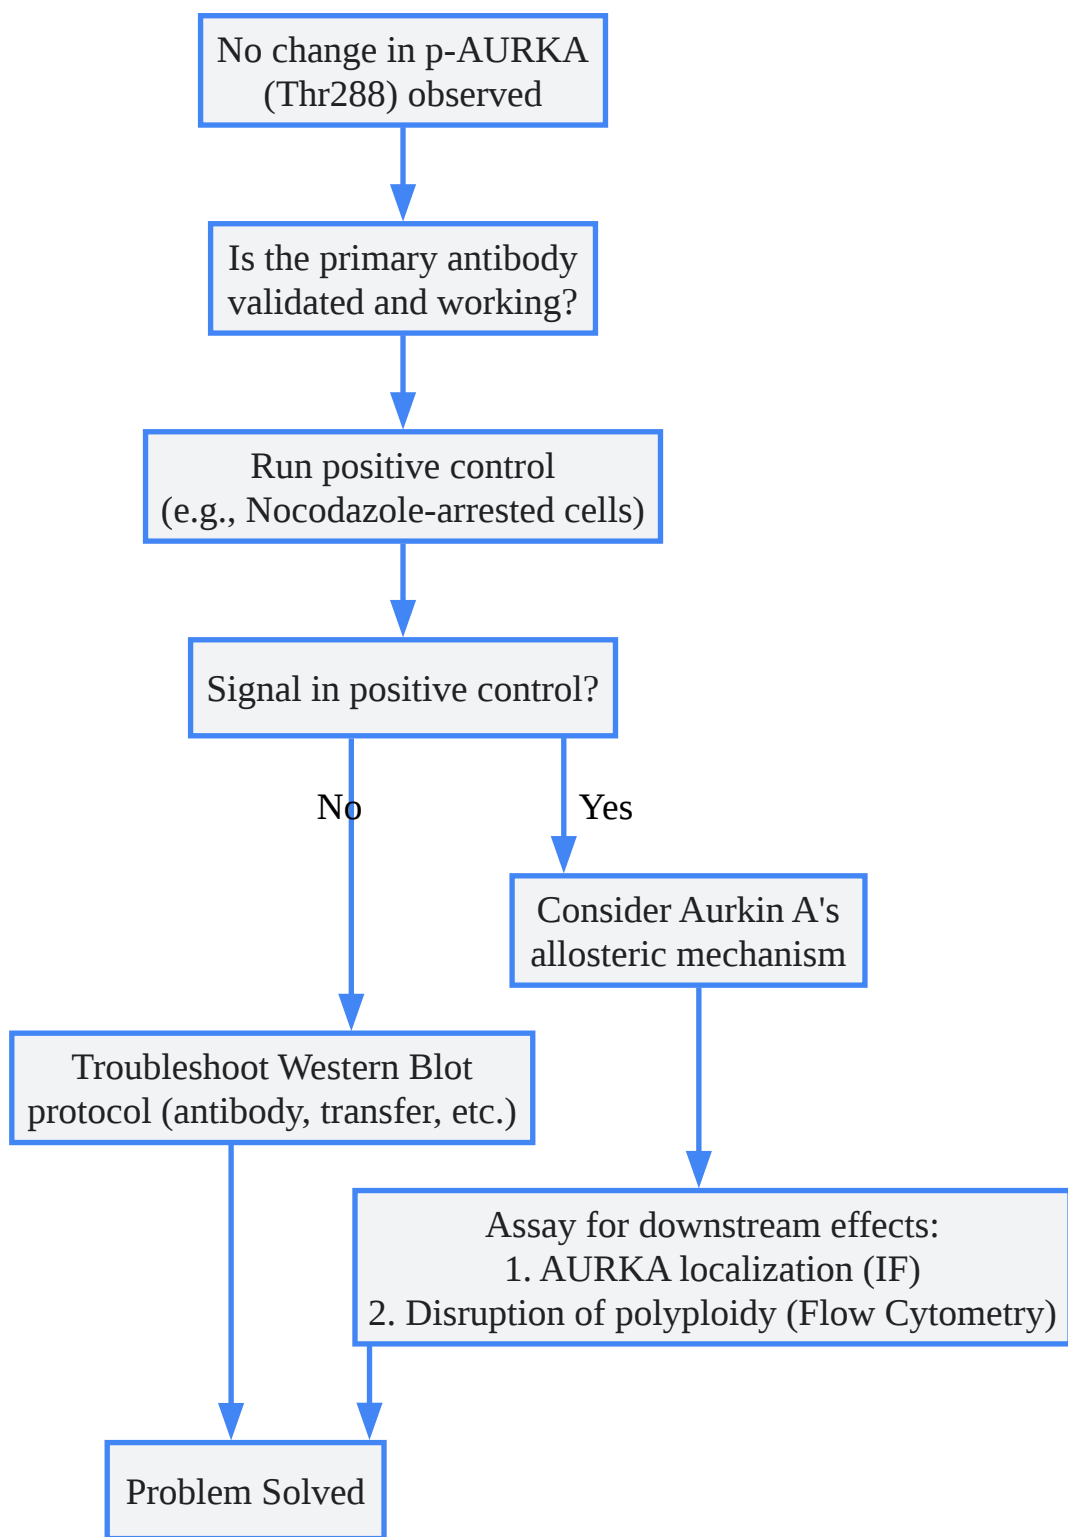 No change in p-AURKA
(Thr288) observed
Is the primary antibody
validated and working?
Run positive control
(e.g., Nocodazole-arrested cells)
Signal in positive control?
No
Yes
Consider Aurkin A's
allosteric mechanism
Troubleshoot Western Blot
protocol (antibody, transfer, etc.)
Assay for downstream effects:
1. AURKA localization (IF)
2. Disruption of polyploidy (Flow Cytometry)
Problem Solved